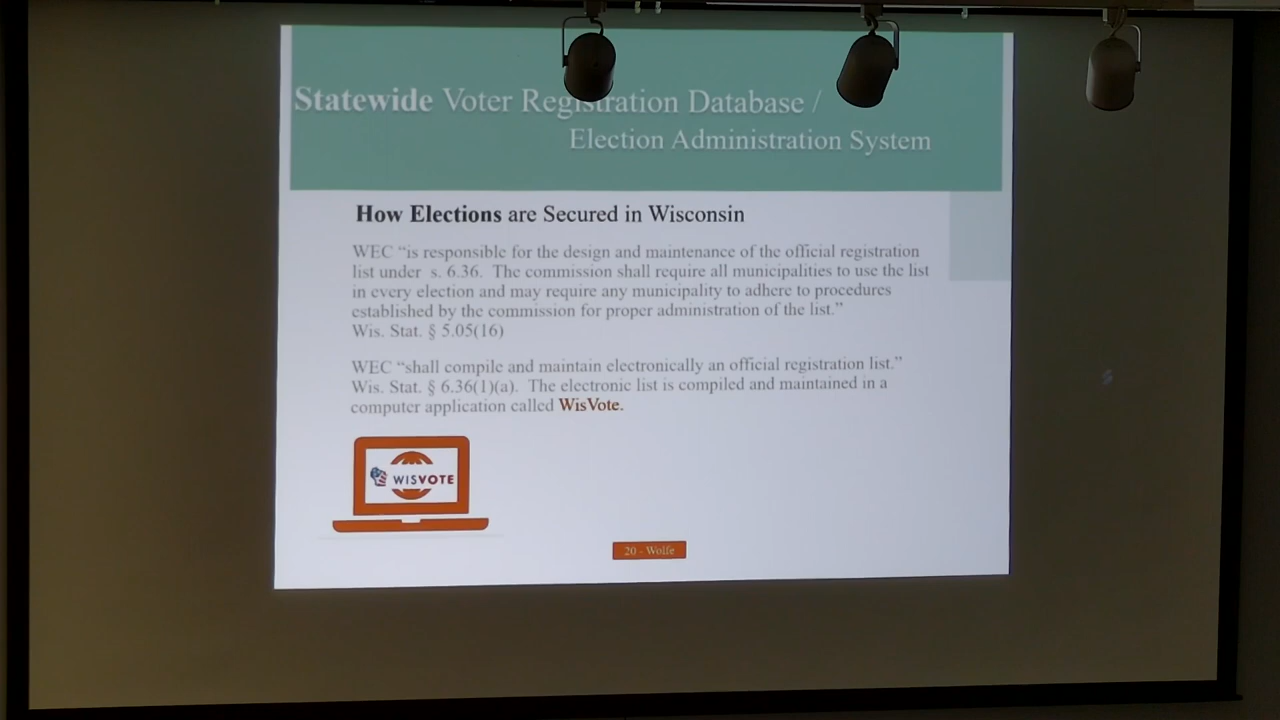 Statewide Voter Registration Database /
Election Administration System
How Elections are Secured in Wisconsin
WEC “is responsible for the design and maintenance of the official registration
list under s. 6.36. The commission shall require all municipalities to use the list
in every election and may require any municipality to adhere to procedures
established by the commission for proper administration of the list.”
Wis. Stat. § 5.05(16)
WEC “shall compile and maintain electronically an official registration list.”
Wis. Stat. § 6.36(1)(a). The electronic list is compiled and maintained in a
computer application called WisVote.
WISVOTE
20 - Wolfe